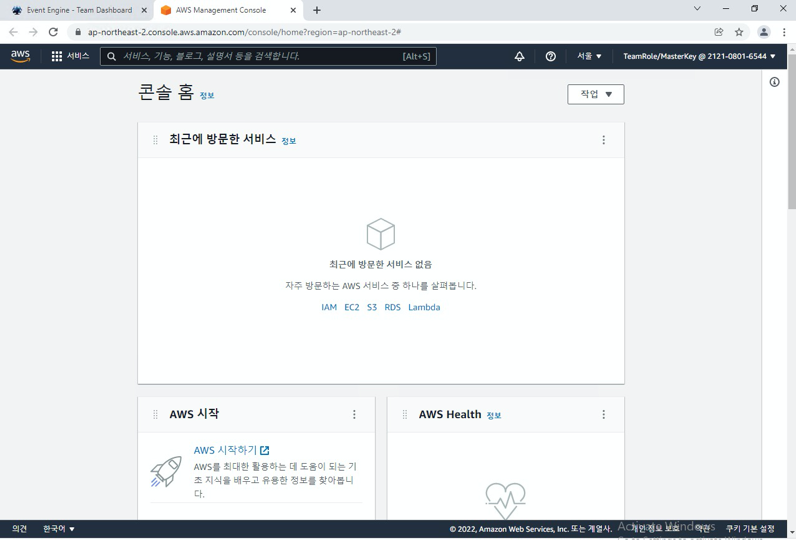 Event Engine - Team Dashboard
AWS Management Console
ap-northeast-2.console.aws.amazon.com/console/home?region=ap-northeast-2#
aws 서비스 서비스, 기능, 블로그, 설명서 등을 검색합니다. [Alt+S] 서울 TeamRole/MasterKey @ 2121-0801-6544
콘솔 홈 정보
작업
최근에 방문한 서비스 정보
최근에 방문한 서비스 없음
자주 방문하는 AWS 서비스 중 하나를 살펴봅니다.
IAM EC2 S3 RDS Lambda
AWS 시작
AWS 시작하기
AWS를 최대한 활용하는 데 도움이 되는 기
초 지식을 배우고 유용한 정보를 찾아봅니
다.
AWS Health 정보
Activate Windows
의견 한국어 © 2022, Amazon Web Services, Inc. 또는 계열사. 개인 정보 보호 약관 쿠키 기본 설정